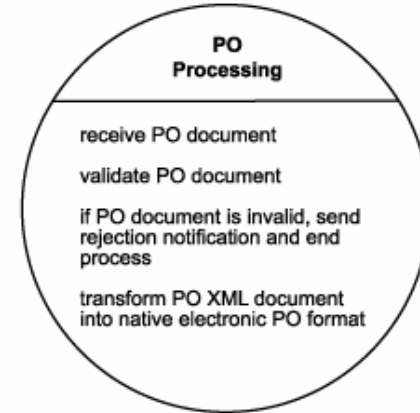 PO
Processing
receive PO document
validate PO document
if PO document is invalid, send
rejection notification and end
process
transform PO XML document
into native electronic PO format